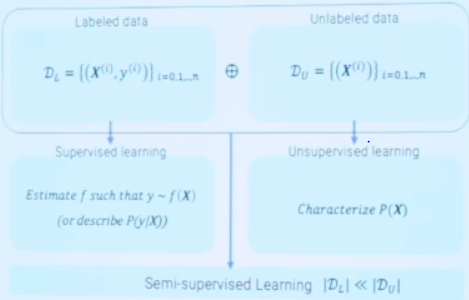 Labeled data
Unlabeled data
𝒟_L = {(X^(i), y^(i))} i=0,1...n
⊕
𝒟_U = {(X^(i))} i=0,1...n
Supervised learning
Unsupervised learning
Estimate f such that y ~ f(X)
(or describe P(y|X))
Characterize P(X)
Semi-supervised Learning |𝒟_L| ≪ |𝒟_U|